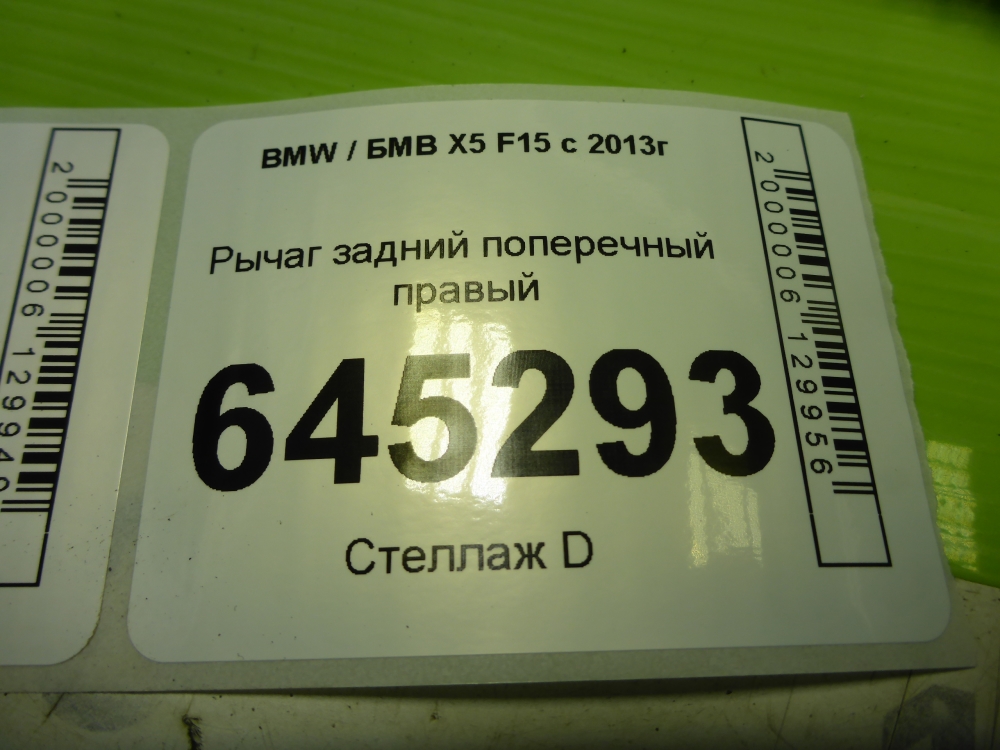 BMW / БМВ X5 F15 с 2013г
Рычаг задний поперечный
правый
645293
Стеллаж D
2000006129956